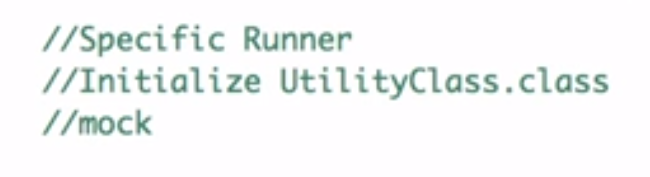 //Specific Runner
//Initialize UtilityClass.class
//mock